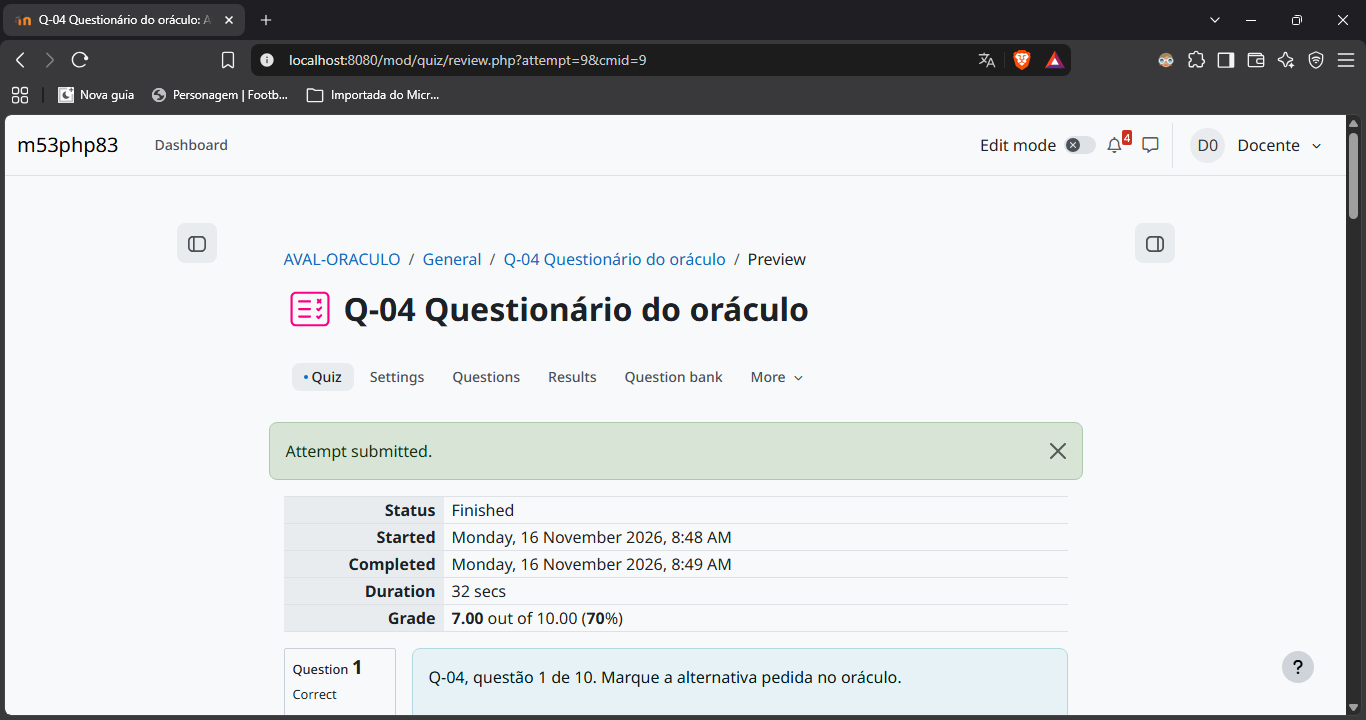 Q-04 Questionário do oráculo: A
localhost:8080/mod/quiz/review.php?attempt=9&cmid=9
Nova guia
Personagem | Footb...
Importada do Micr...
m53php83
Dashboard
Edit mode
4
D0
Docente
AVAL-ORACULO / General / Q-04 Questionário do oráculo / Preview
Q-04 Questionário do oráculo
Quiz
Settings
Questions
Results
Question bank
More
Attempt submitted.
Status Finished
Started Monday, 16 November 2026, 8:48 AM
Completed Monday, 16 November 2026, 8:49 AM
Duration 32 secs
Grade 7.00 out of 10.00 (70%)
Question 1
Correct
Q-04, questão 1 de 10. Marque a alternativa pedida no oráculo.
?